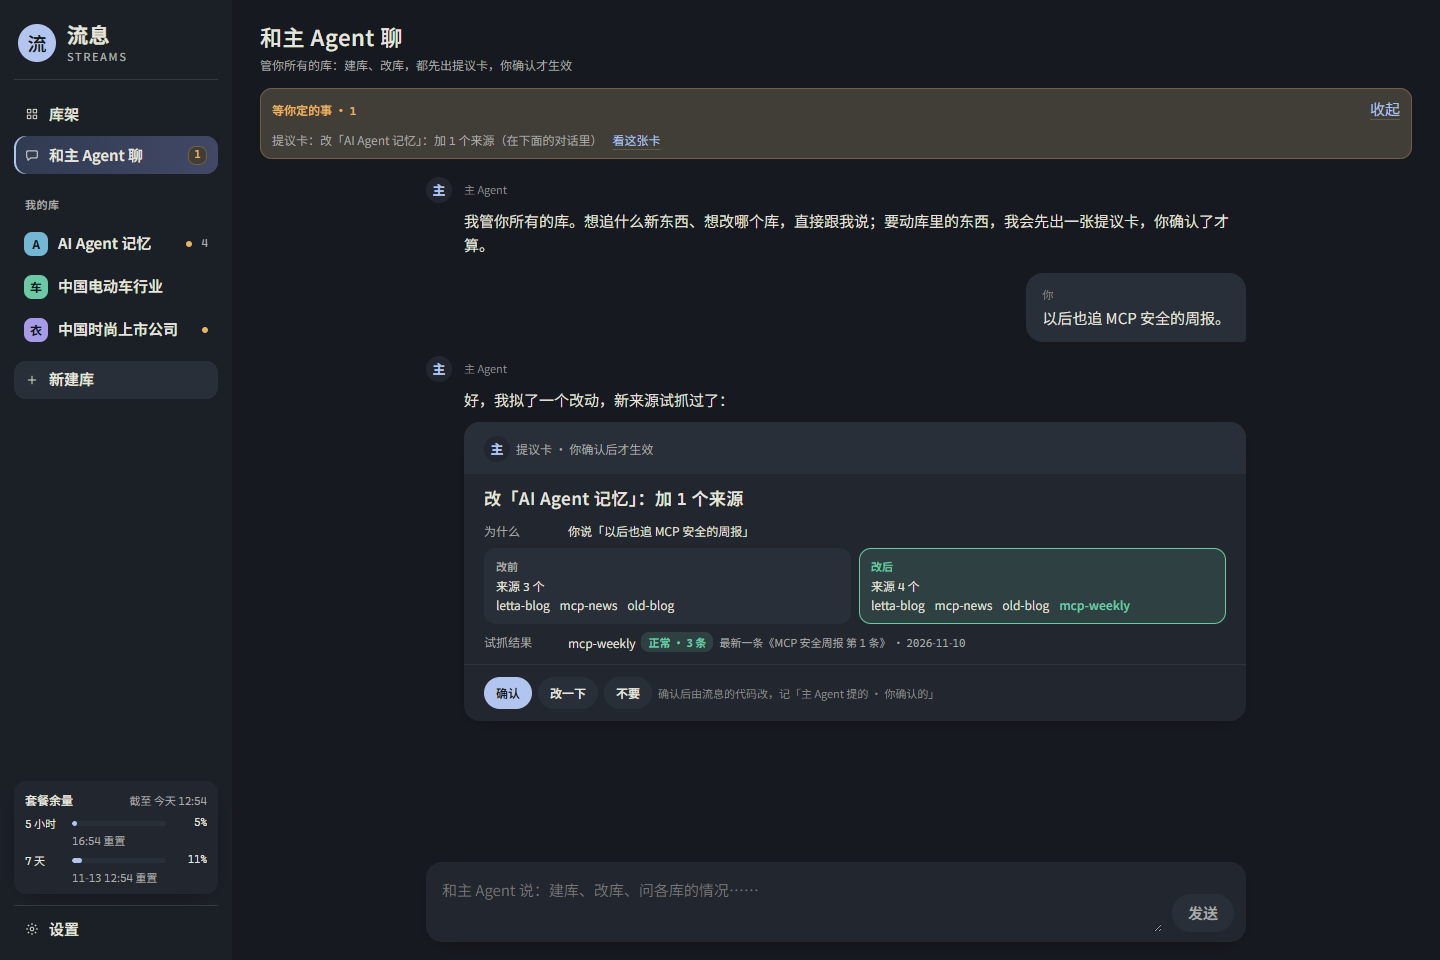 流
流息
STREAMS
库架
和主 Agent 聊
1
我的库
A
AI Agent 记忆
4
车
中国电动车行业
衣
中国时尚上市公司
新建库
套餐余量
截至 今天 12:54
5 小时
5%
16:54 重置
7 天
11%
11-13 12:54 重置
设置
和主 Agent 聊
管你所有的库：建库、改库，都先出提议卡，你确认才生效
等你定的事 · 1
收起
提议卡：改「AI Agent 记忆」：加 1 个来源（在下面的对话里）
看这张卡
主
主 Agent
我管你所有的库。想追什么新东西、想改哪个库，直接跟我说；要动库里的东西，我会先出一张提议卡，你确认了才
算。
你
以后也追 MCP 安全的周报。
主
主 Agent
好，我拟了一个改动，新来源试抓过了：
主
提议卡 · 你确认后才生效
改「AI Agent 记忆」：加 1 个来源
为什么
你说「以后也追 MCP 安全的周报」
改前
来源 3 个
letta-blog mcp-news old-blog
改后
来源 4 个
letta-blog mcp-news old-blog mcp-weekly
试抓结果
mcp-weekly
正常 · 3 条
最新一条《MCP 安全周报 第 1 条》 · 2026-11-10
确认
改一下
不要
确认后由流息的代码改，记「主 Agent 提的 · 你确认的」
和主 Agent 说：建库、改库、问各库的情况……
发送